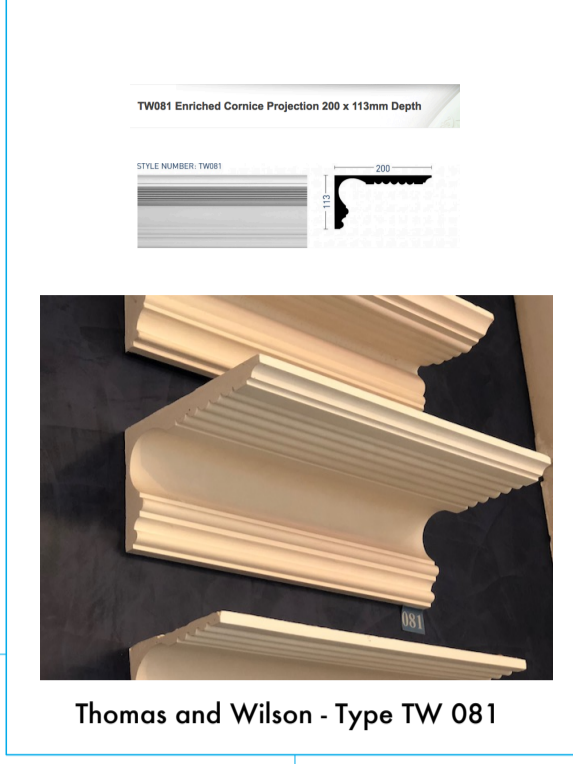 TW081 Enriched Cornice Projection 200 x 113mm Depth
STYLE NUMBER: TW081
200
113
081
Thomas and Wilson - Type TW 081